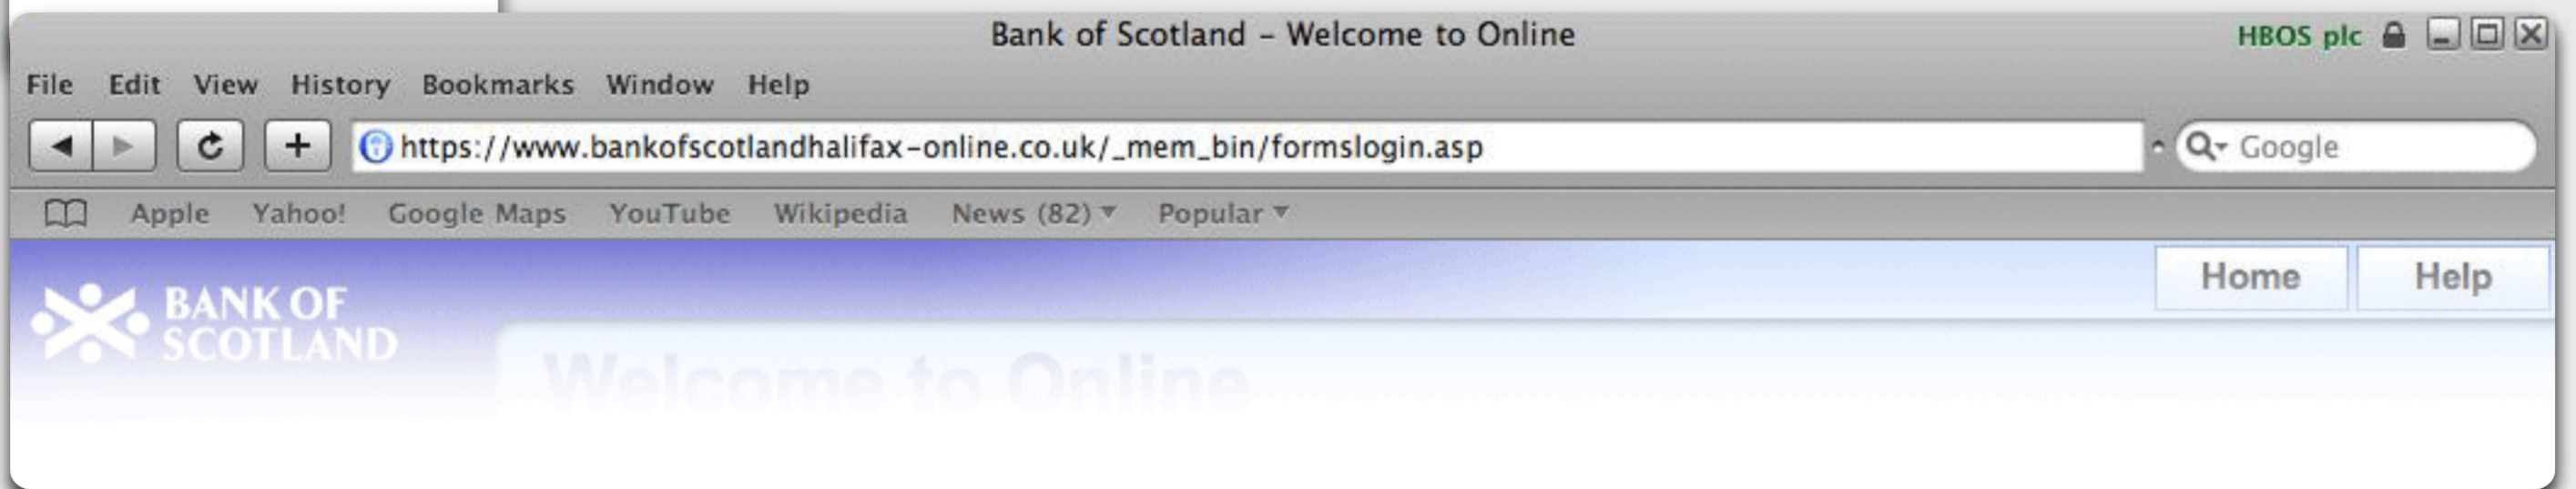 Bank of Scotland – Welcome to Online HBOS plc
File Edit View History Bookmarks Window Help
https://www.bankofscotlandhalifax-online.co.uk/_mem_bin/formslogin.asp Google
Apple Yahoo! Google Maps YouTube Wikipedia News (82) Popular
Home Help
BANK OF
SCOTLAND
Welcome to Online